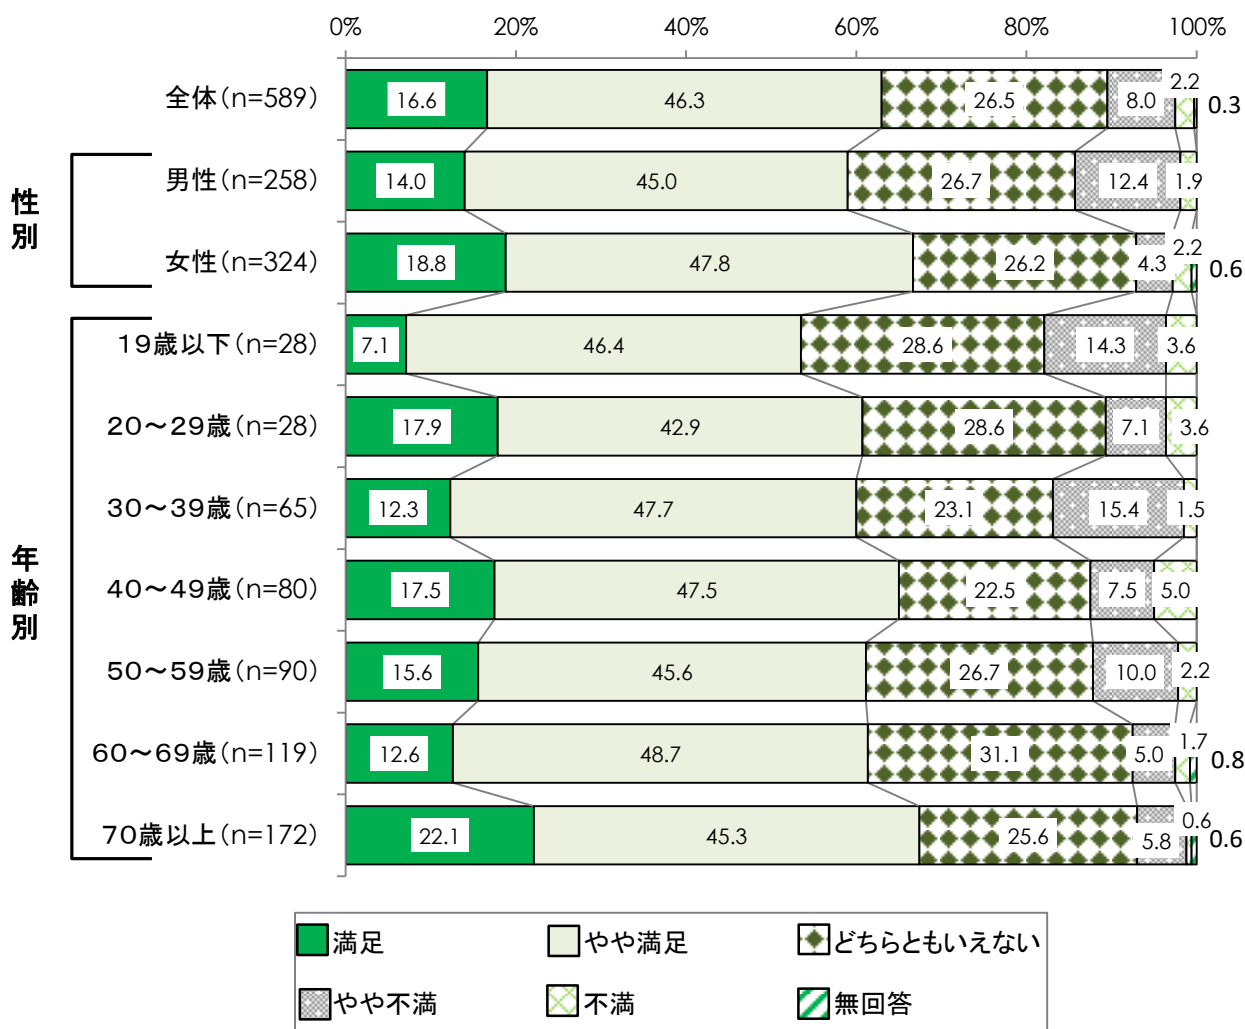 0% 20% 40% 60% 80% 100%
全体(n=589) 16.6 46.3 26.5 8.0 2.2 0.3
性別
男性(n=258) 14.0 45.0 26.7 12.4 1.9
女性(n=324) 18.8 47.8 26.2 4.3 2.2 0.6
年齢別
19歳以下(n=28) 7.1 46.4 28.6 14.3 3.6
20～29歳(n=28) 17.9 42.9 28.6 7.1 3.6
30～39歳(n=65) 12.3 47.7 23.1 15.4 1.5
40～49歳(n=80) 17.5 47.5 22.5 7.5 5.0
50～59歳(n=90) 15.6 45.6 26.7 10.0 2.2
60～69歳(n=119) 12.6 48.7 31.1 5.0 1.7 0.8
70歳以上(n=172) 22.1 45.3 25.6 5.8 0.6 0.6
満足 やや満足 どちらともいえない
やや不満 不満 無回答